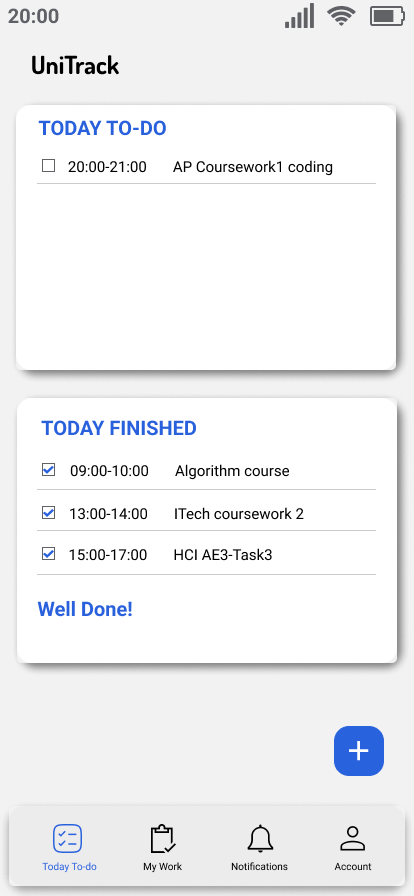 20:00
UniTrack
TODAY TO-DO
20:00-21:00 AP Coursework1 coding
TODAY FINISHED
09:00-10:00 Algorithm course
13:00-14:00 ITech coursework 2
15:00-17:00 HCI AE3-Task3
Well Done!
Today To-do My Work Notifications Account